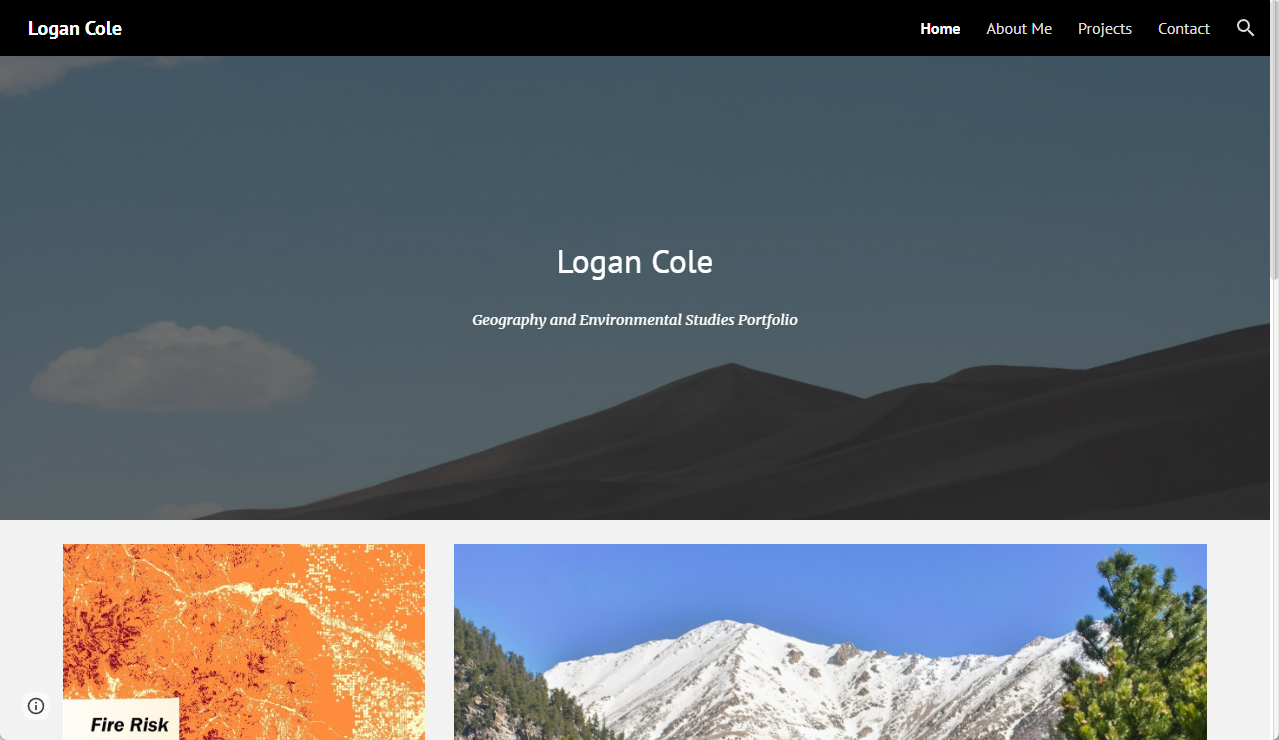 Logan Cole
Home About Me Projects Contact
Logan Cole
Geography and Environmental Studies Portfolio
Fire Risk